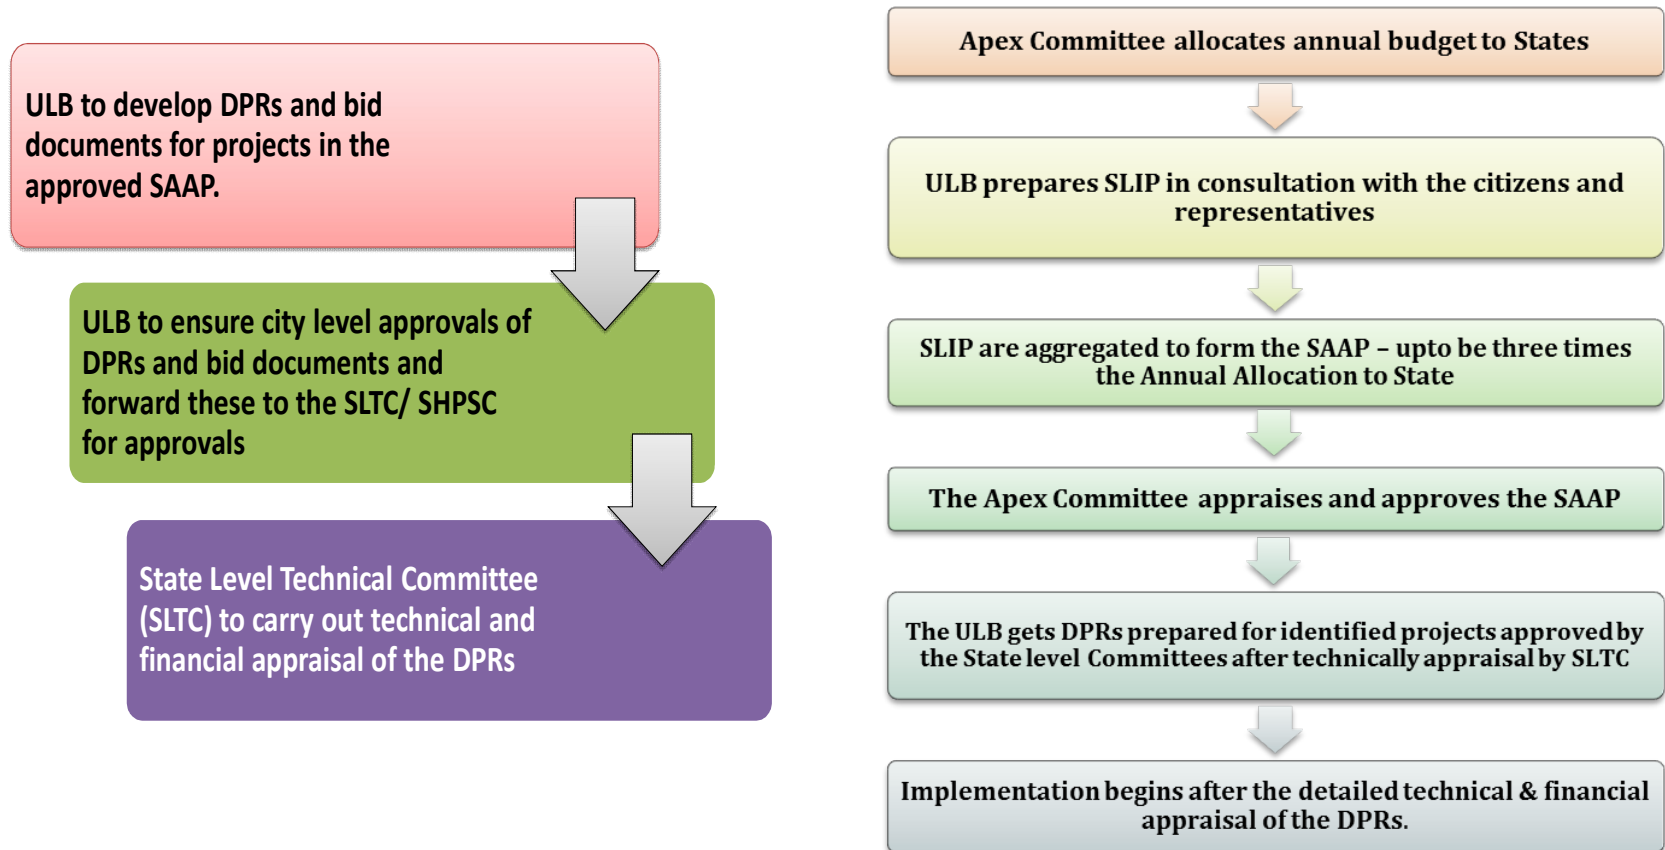 ULB to develop DPRs and bid
documents for projects in the
approved SAAP.
ULB to ensure city level approvals of
DPRs and bid documents and
forward these to the SLTC/ SHPSC
for approvals
State Level Technical Committee
(SLTC) to carry out technical and
financial appraisal of the DPRs
Apex Committee allocates annual budget to States
ULB prepares SLIP in consultation with the citizens and
representatives
SLIP are aggregated to form the SAAP – upto be three times
the Annual Allocation to State
The Apex Committee appraises and approves the SAAP
The ULB gets DPRs prepared for identified projects approved by
the State level Committees after technically appraisal by SLTC
Implementation begins after the detailed technical & financial
appraisal of the DPRs.